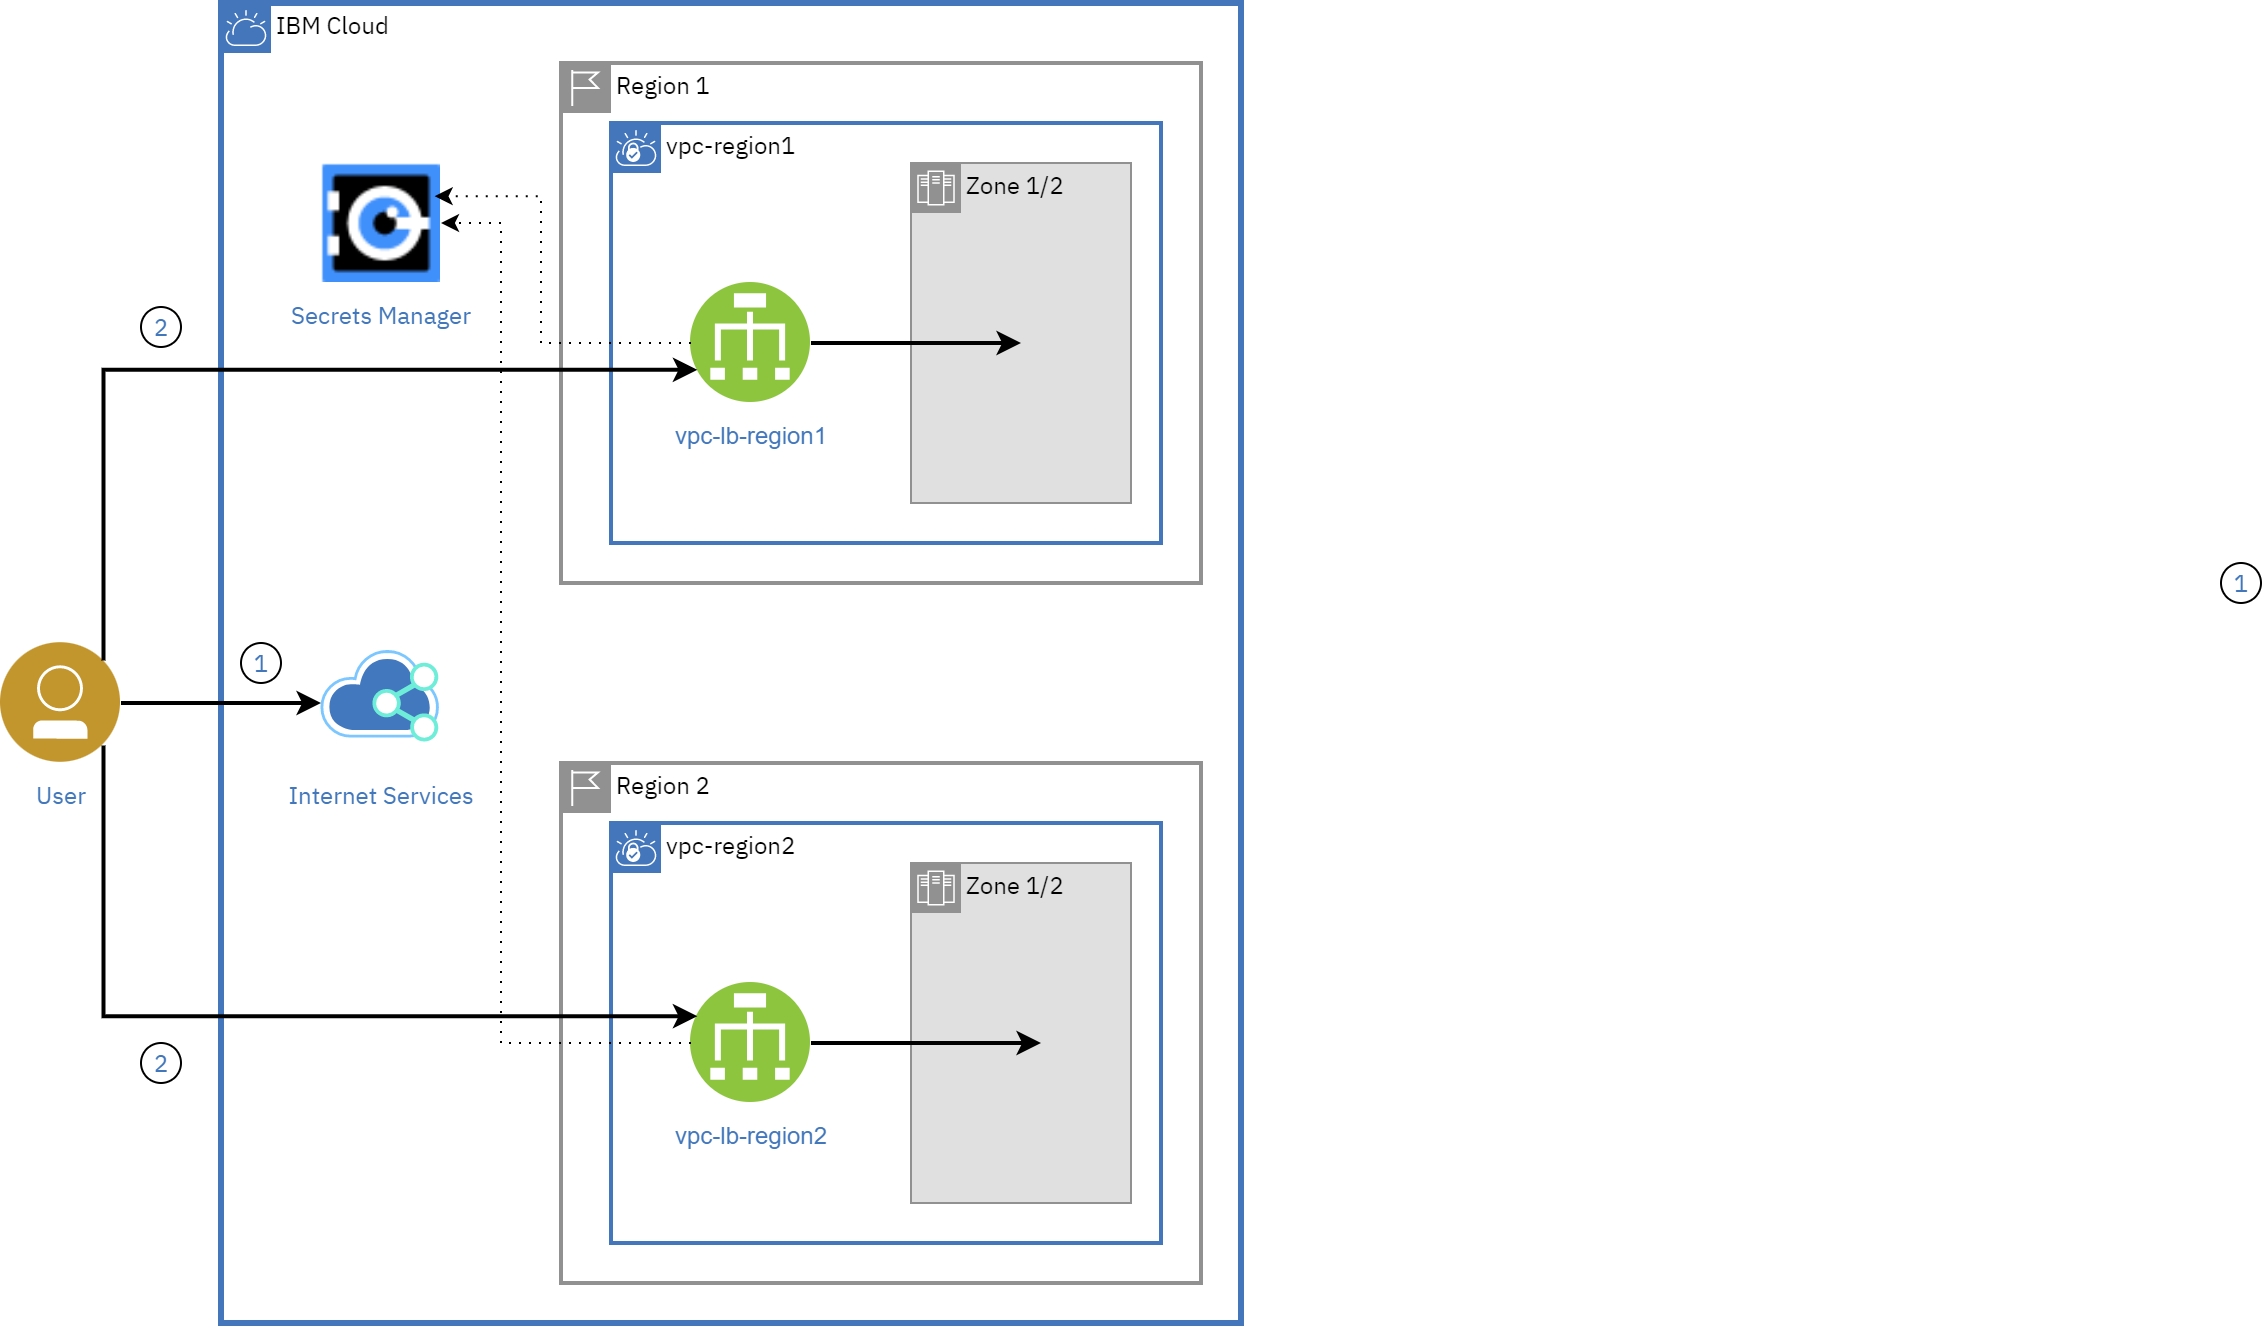 IBM Cloud
Region 1
vpc-region1
Zone 1/2
Secrets Manager
2
vpc-lb-region1
1
1
User
Internet Services
Region 2
vpc-region2
Zone 1/2
2
vpc-lb-region2